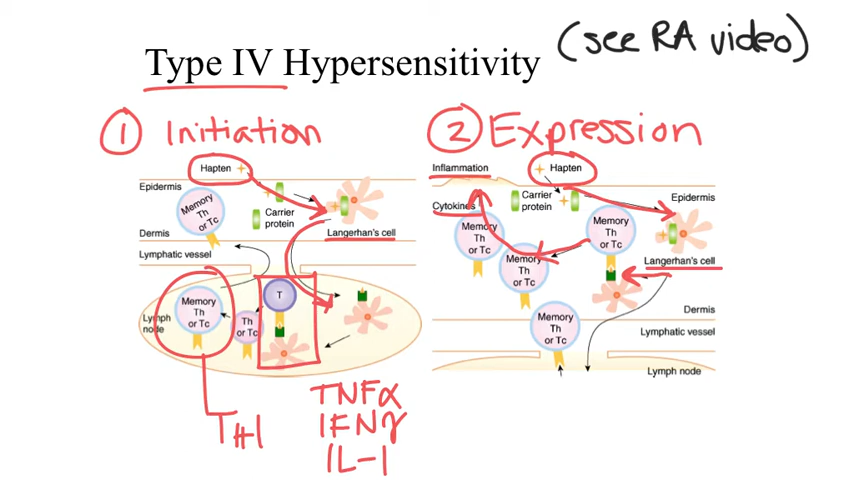 (see RA video)
Type IV Hypersensitivity
① Initiation
Hapten
Epidermis
Memory
Th
or Tc
Carrier
protein
Dermis
Langerhan's cell
Lymphatic vessel
T
Memory
Th
or Tc
Lymph
node
Th
or Tc
TH1
TNFα
IFNγ
IL-1
② Expression
Inflammation
Hapten
Cytokines
Carrier
protein
Epidermis
Memory
Th
or Tc
Memory
Th
or Tc
Memory
Th
or Tc
Langerhan's cell
Dermis
Memory
Th
or Tc
Lymphatic vessel
Lymph node